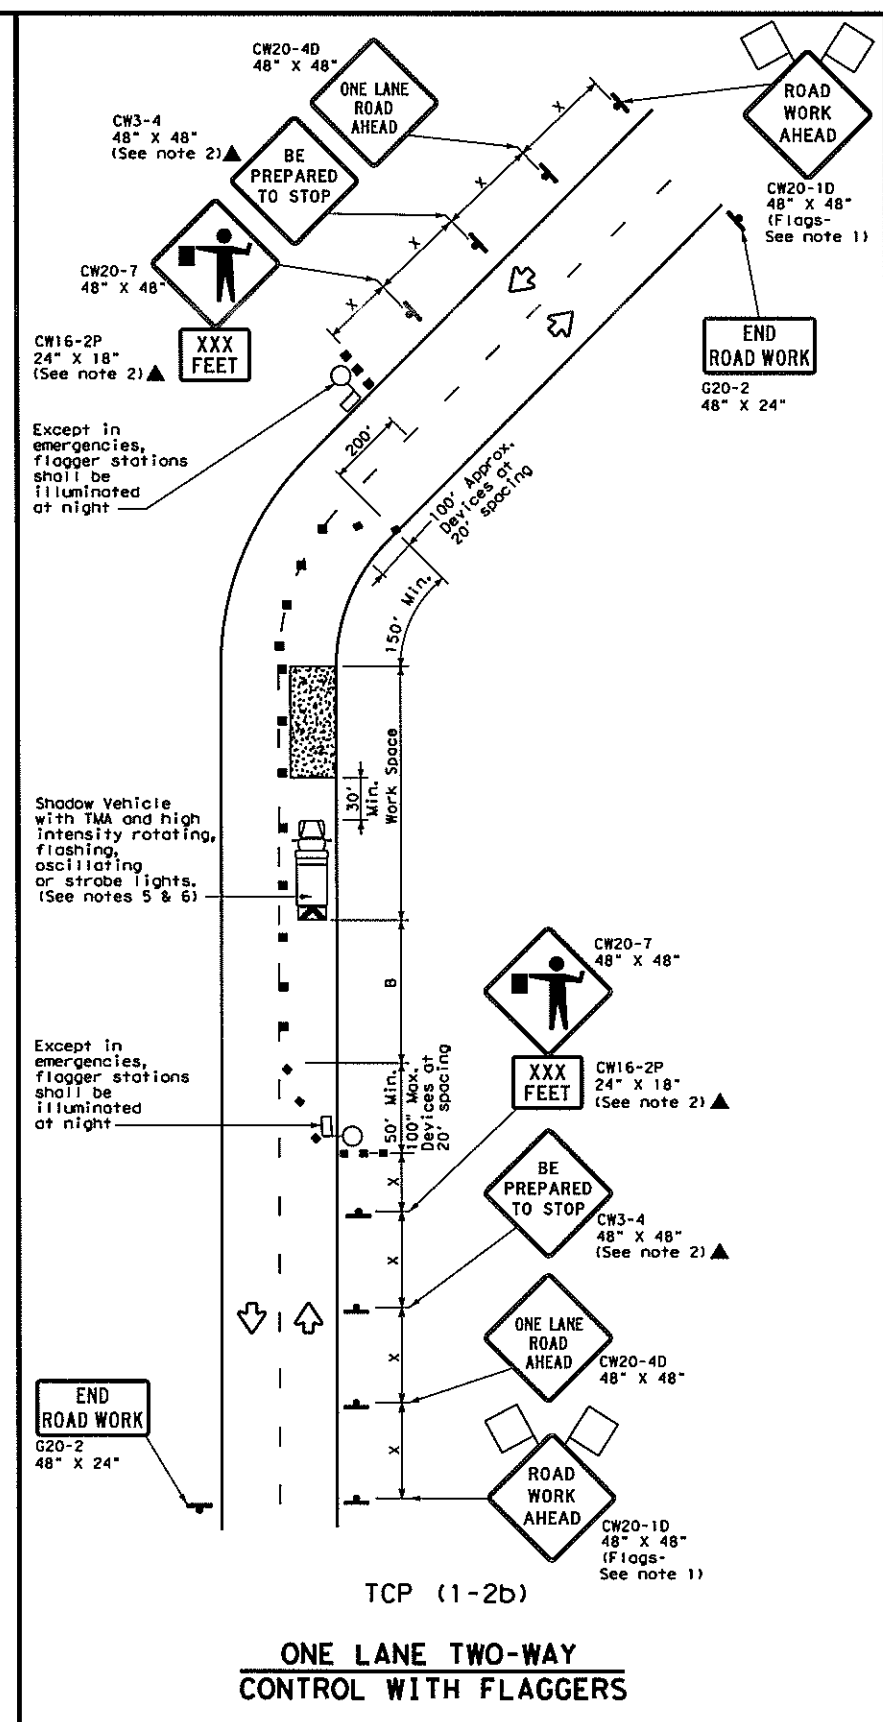 CW20-4D
48" X 48"
ONE LANE
ROAD
AHEAD
X
ROAD
WORK
AHEAD
CW3-4
48" X 48"
(See note 2)▲
BE
PREPARED
TO STOP
X
CW20-1D
48" X 48"
(Flags-
See note 1)
X
CW20-7
48" X 48"
X
CW16-2P
24" X 18"
(See note 2)▲
XXX
FEET
END
ROAD WORK
G20-2
48" X 24"
Except in
emergencies,
flagger stations
shall be
illuminated
at night
200'
100' Approx.
Devices at
20' spacing
150' Min.
Work Space
30'
Min.
Shadow Vehicle
with TMA and high
intensity rotating,
flashing,
oscillating
or strobe lights.
(See notes 5 & 6)
B
CW20-7
48" X 48"
Except in
emergencies,
flagger stations
shall be
illuminated
at night
50' Min.
100" Max.
Devices at
20' spacing
XXX
FEET
CW16-2P
24" X 18"
(See note 2)▲
X
BE
PREPARED
TO STOP
CW3-4
48" X 48"
(See note 2)▲
X
ONE LANE
ROAD
AHEAD
CW20-4D
48" X 48"
X
END
ROAD WORK
G20-2
48" X 24"
X
ROAD
WORK
AHEAD
CW20-1D
48" X 48"
(Flags-
See note 1)
TCP (1-2b)
ONE LANE TWO-WAY
CONTROL WITH FLAGGERS